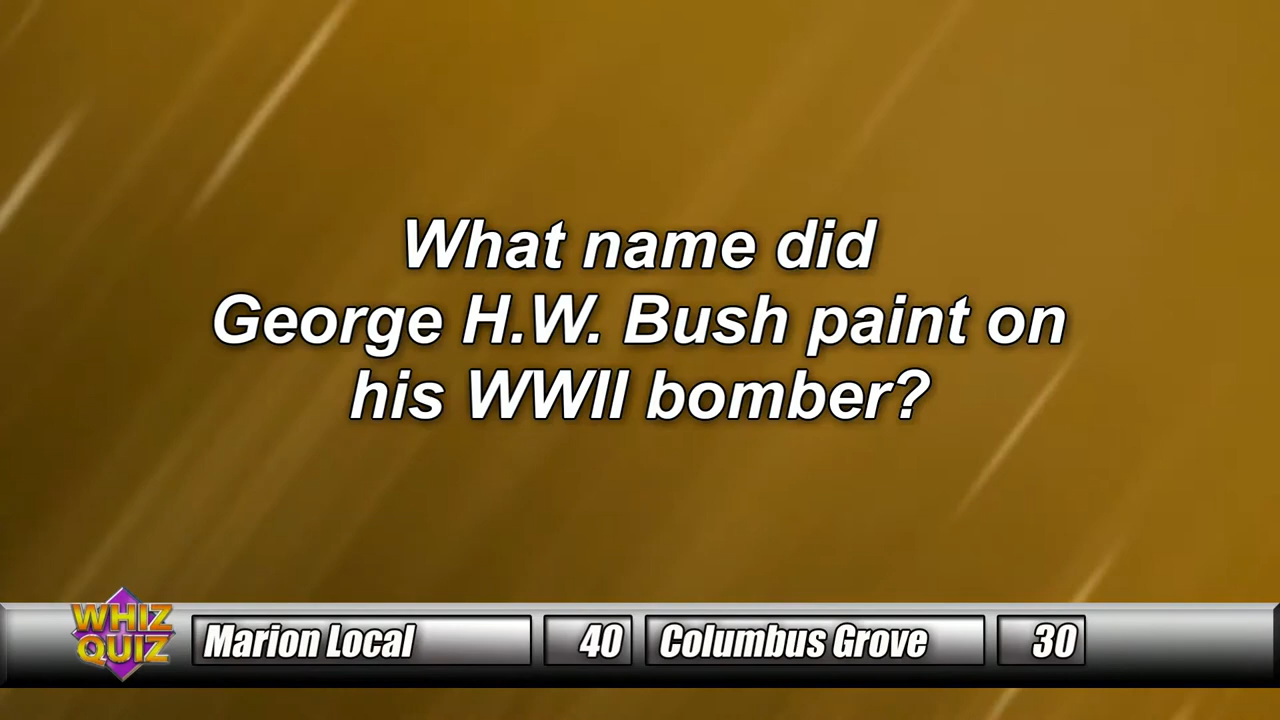 What name did
George H.W. Bush paint on
his WWII bomber?
WHIZ
QUIZ
Marion Local 40 Columbus Grove 30